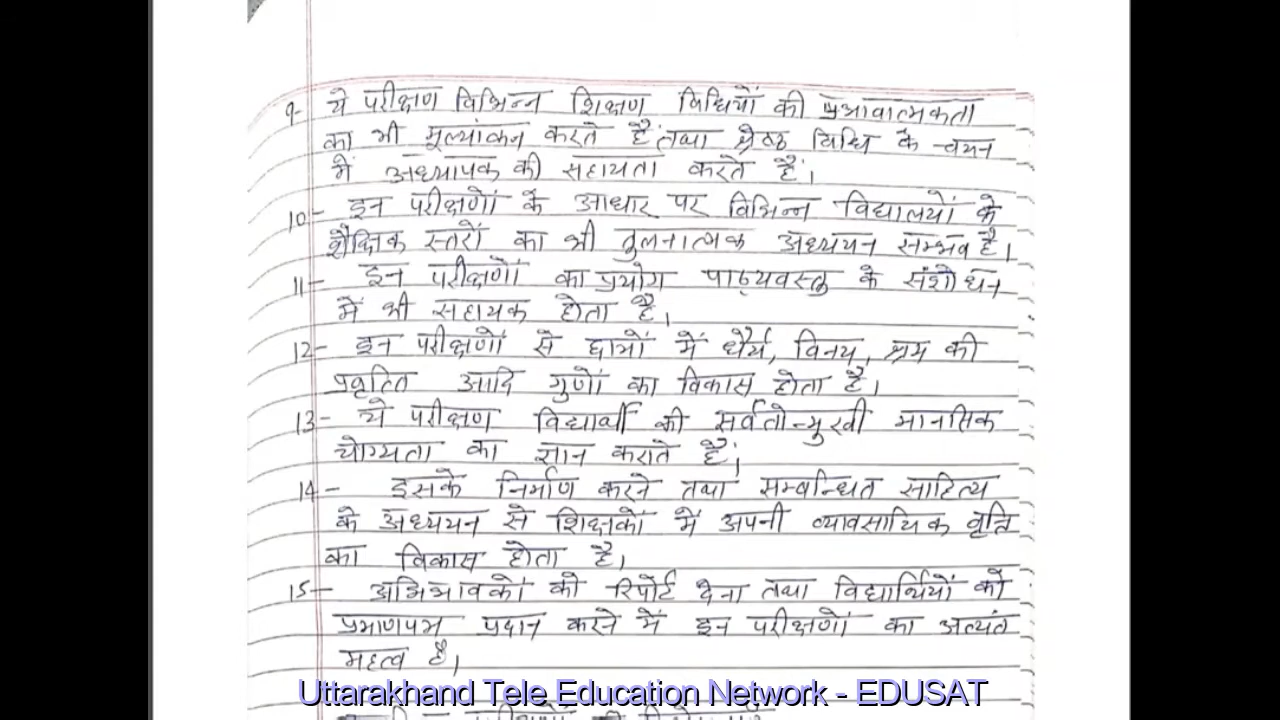 9- ये परीक्षण विभिन्न शिक्षण विधियों की प्रभावात्मकता
का भी मूल्यांकन करते हैं तथा श्रेष्ठ विधि के चयन
में अध्यापक की सहायता करते हैं।
10- इन परीक्षणों के आधार पर विभिन्न विद्यालयों के
शैक्षिक स्तरों का भी तुलनात्मक अध्ययन सम्भव है।
11- इन परीक्षणों का प्रयोग पाठ्यवस्तु के संशोधन
में भी सहायक होता है।
12- इन परीक्षणों से छात्रों में धैर्य, विनय, श्रम की
प्रवृत्ति आदि गुणों का विकास होता है।
13- ये परीक्षण विद्यार्थी की सर्वतोन्मुखी मानसिक
योग्यता का ज्ञान कराते हैं।
14- इसके निर्माण करने तथा सम्बन्धित साहित्य
के अध्ययन से शिक्षकों में अपनी व्यावसायिक वृत्ति
का विकास होता है।
15- अभिभावकों को रिपोर्ट देना तथा विद्यार्थियों को
प्रमाणपत्र प्रदान करने में इन परीक्षणों का अत्यंत
महत्व है।
Uttarakhand Tele Education Network - EDUSAT